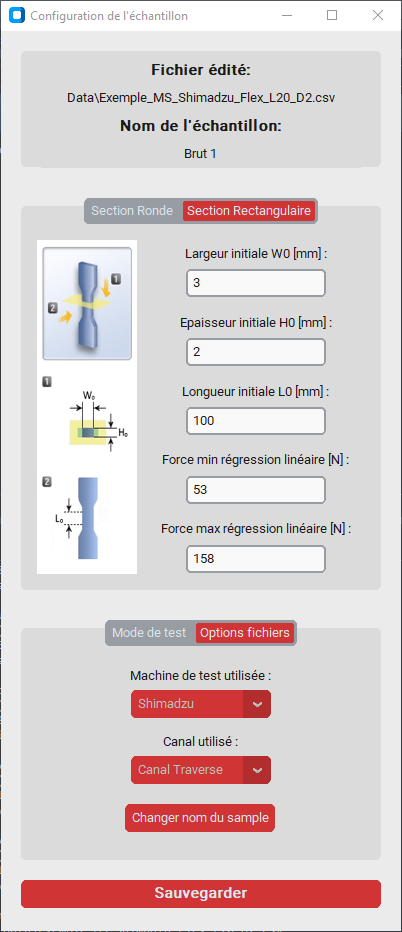 Configuration de l'échantillon
Fichier édité:
Data\Exemple_MS_Shimadzu_Flex_L20_D2.csv
Nom de l'échantillon:
Brut 1
Section Ronde Section Rectangulaire
Largeur initiale W0 [mm] :
3
1
2
Epaisseur initiale H0 [mm] :
2
1
W₀
H₀
Longueur initiale L0 [mm] :
100
Force min régression linéaire [N] :
53
2
L₀
Force max régression linéaire [N] :
158
Mode de test Options fichiers
Machine de test utilisée :
Shimadzu
Canal utilisé :
Canal Traverse
Changer nom du sample
Sauvegarder